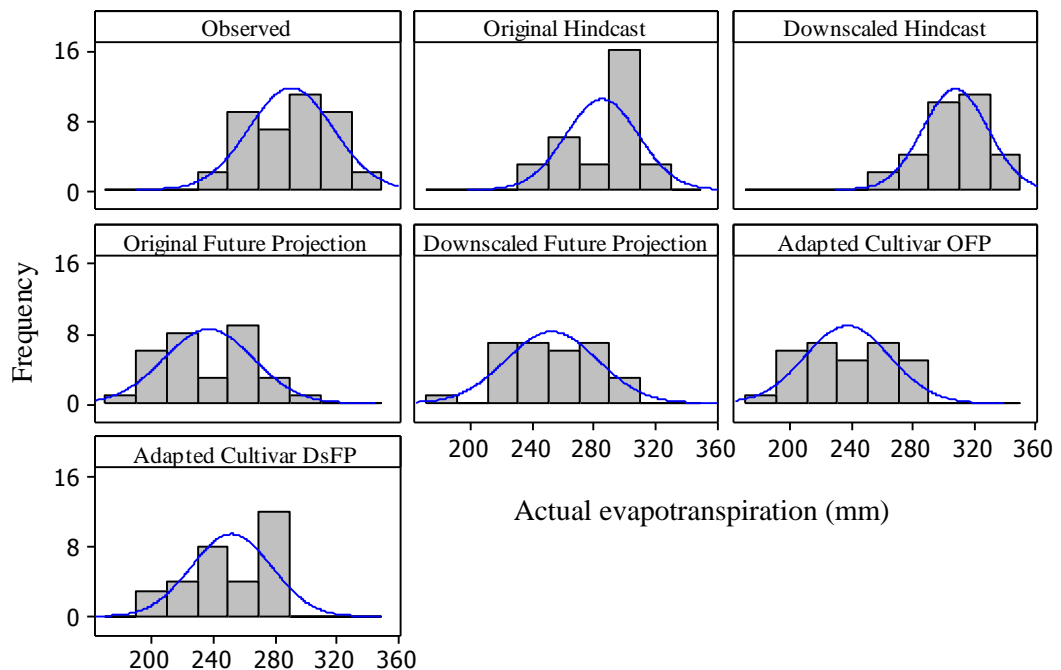 Observed
Original Hindcast
Downscaled Hindcast
16
8
0
Original Future Projection
Downscaled Future Projection
Adapted Cultivar OFP
16
8
0
Frequency
200 240 280 320 360
200 240 280 320 360
Adapted Cultivar DsFP
16
8
0
200 240 280 320 360
Actual evapotranspiration (mm)